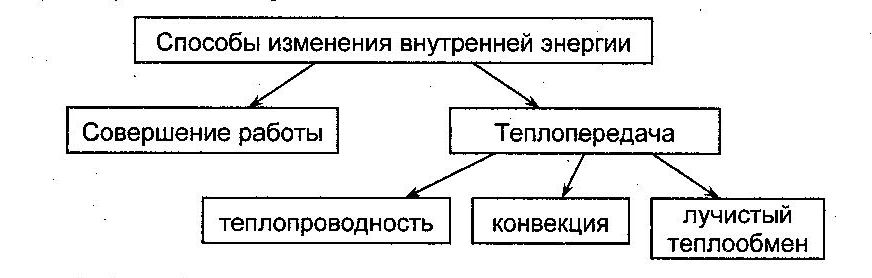 Способы изменения внутренней энергии
Совершение работы
Теплопередача
теплопроводность
конвекция
лучистый
теплообмен